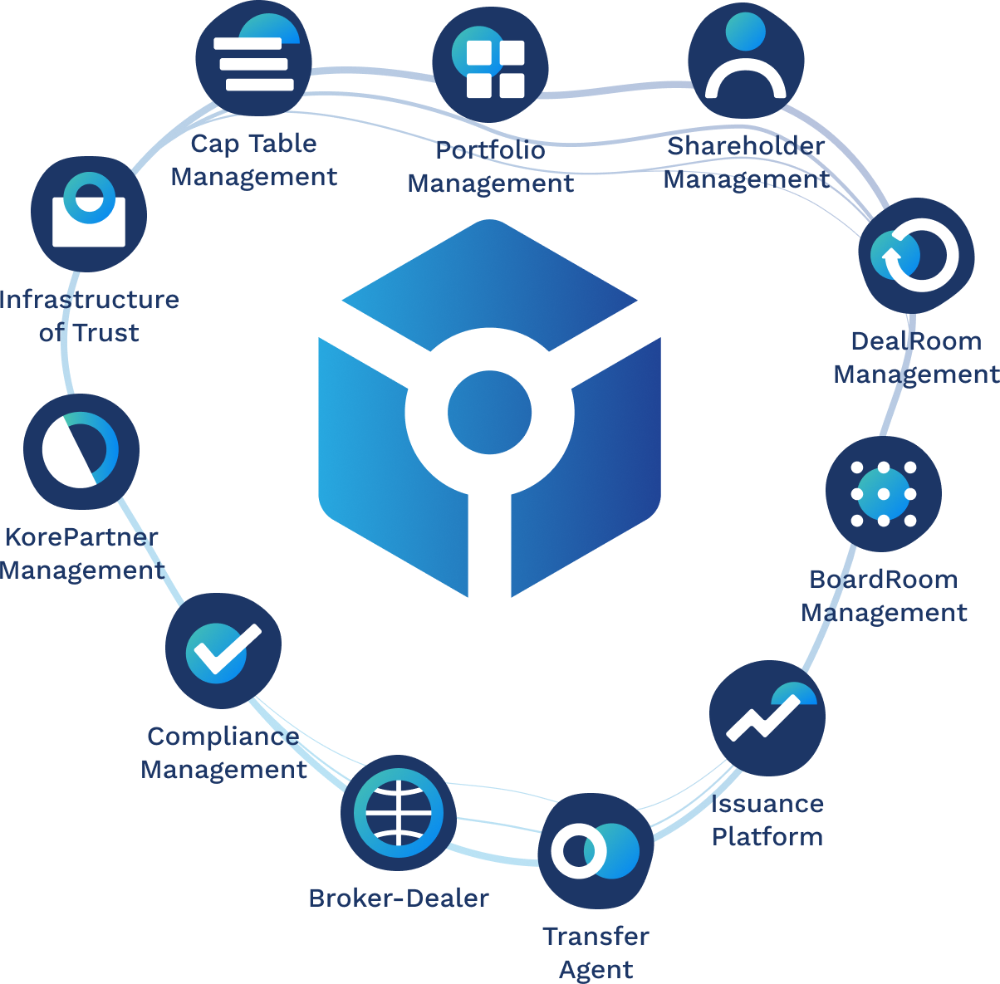 Cap Table
Management
Portfolio
Management
Shareholder
Management
DealRoom
Management
BoardRoom
Management
Issuance
Platform
Transfer
Agent
Broker-Dealer
Compliance
Management
KorePartner
Management
Infrastructure
of Trust